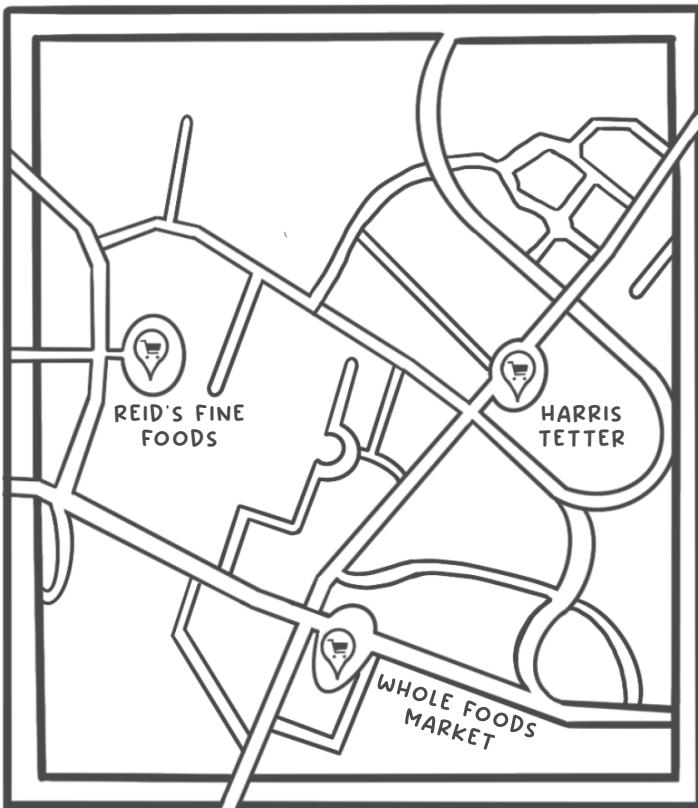 REID'S FINE
FOODS
HARRIS
TETTER
WHOLE FOODS
MARKET